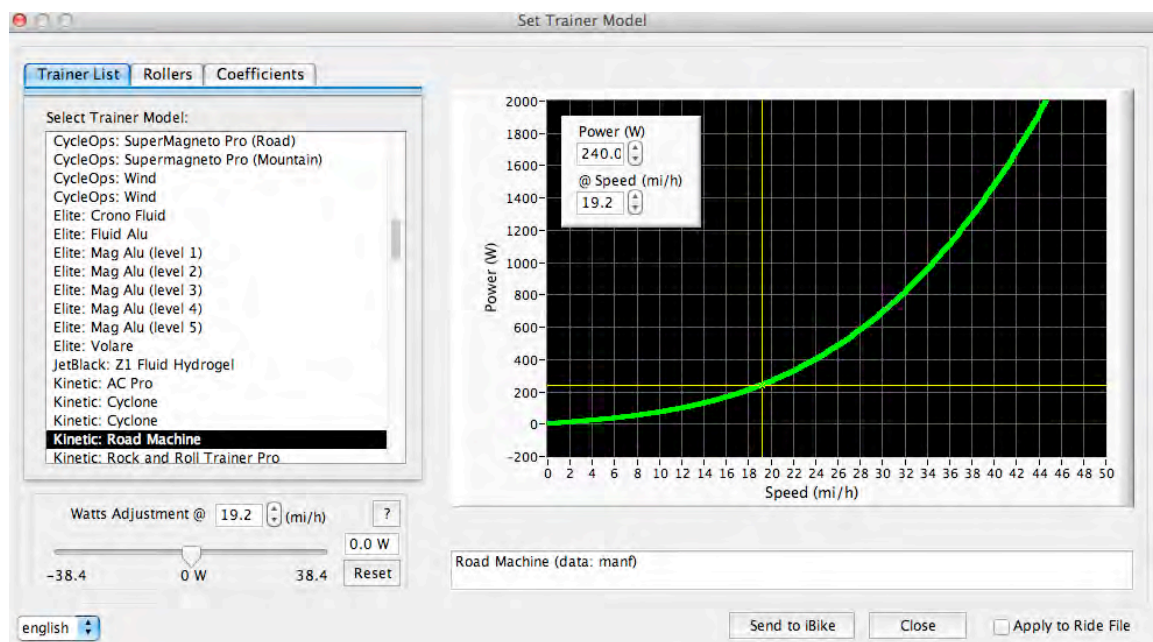 Set Trainer Model
Trainer List Rollers Coefficients
Select Trainer Model:
CycleOps: SuperMagneto Pro (Road)
CycleOps: Supermagneto Pro (Mountain)
CycleOps: Wind
CycleOps: Wind
Elite: Crono Fluid
Elite: Fluid Alu
Elite: Mag Alu (level 1)
Elite: Mag Alu (level 2)
Elite: Mag Alu (level 3)
Elite: Mag Alu (level 4)
Elite: Mag Alu (level 5)
Elite: Volare
JetBlack: Z1 Fluid Hydrogel
Kinetic: AC Pro
Kinetic: Cyclone
Kinetic: Cyclone
Kinetic: Road Machine
Kinetic: Rock and Roll Trainer Pro
Watts Adjustment @ 19.2 (mi/h) ?
0.0 W
-38.4 0 W 38.4 Reset
english
Power (W)
2000
1800
1600
1400
1200
1000
800
600
400
200
0
-200
Power (W)
240.0
@ Speed (mi/h)
19.2
0 2 4 6 8 10 12 14 16 18 19 22 24 26 28 30 32 34 36 38 40 42 44 46 48 50
Speed (mi/h)
Road Machine (data: manf)
Send to iBike Close Apply to Ride File